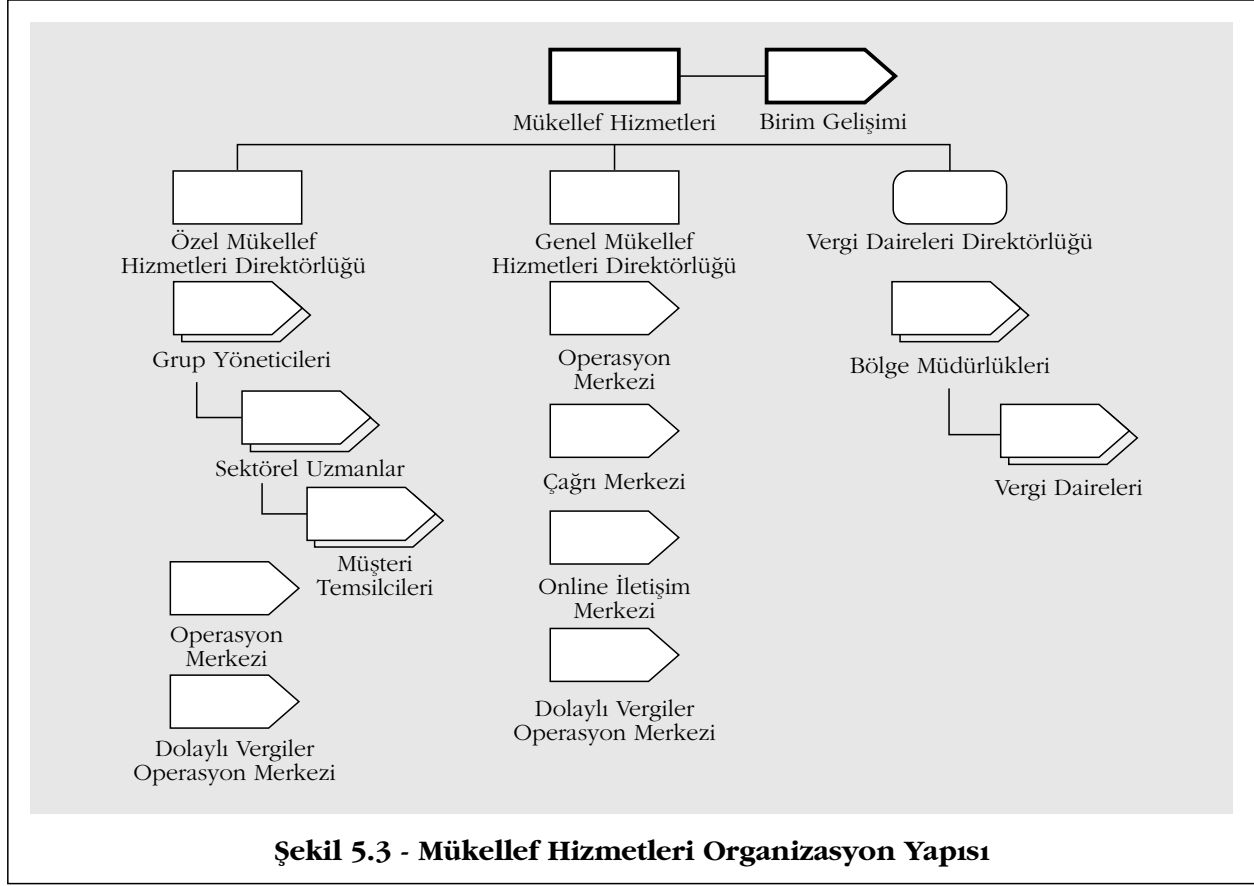 Mükellef Hizmetleri
Birim Gelişimi
Özel Mükellef
Hizmetleri Direktörlüğü
Grup Yöneticileri
Sektörel Uzmanlar
Müşteri
Temsilcileri
Operasyon
Merkezi
Dolaylı Vergiler
Operasyon Merkezi
Genel Mükellef
Hizmetleri Direktörlüğü
Operasyon
Merkezi
Çağrı Merkezi
Online İletişim
Merkezi
Dolaylı Vergiler
Operasyon Merkezi
Vergi Daireleri Direktörlüğü
Bölge Müdürlükleri
Vergi Daireleri
Şekil 5.3 - Mükellef Hizmetleri Organizasyon Yapısı